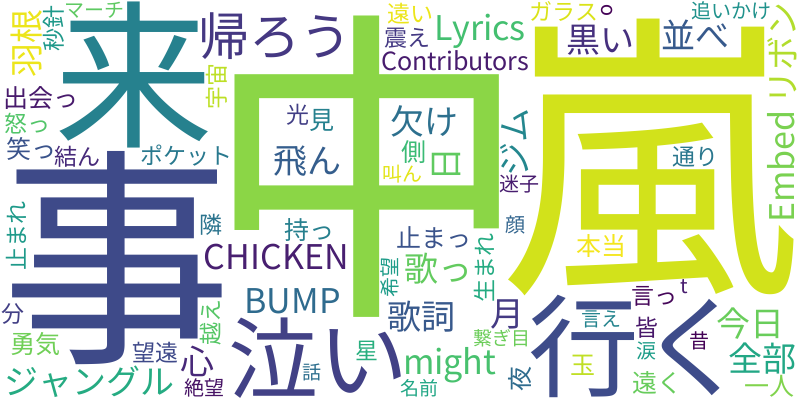 来
帰ろう
遠い
ガラス
。
追いかけ
秒針
マーチ
羽根
宇宙
震え
Lyrics
黒い
並べ
リボン
Contributors
嵐
中
事
出会っ
怒っ
笑っ
結ん
ポケット
光
見
欠け
飛ん
側
日
叫ん
ジム
迷子
通り
Embed
止まれ
隣
持っ
止まっ
生まれ
顔
本当
CHICKEN
歌っ
希望
BUMP
歌詞
月
言っ
t
行く
分
勇気
越え
望遠
心
泣い
星
might
繋ぎ目
言え
皆
昔
今日
涙
全部
ジャングル
絶望
話
名前
夜
玉
遠く
一人